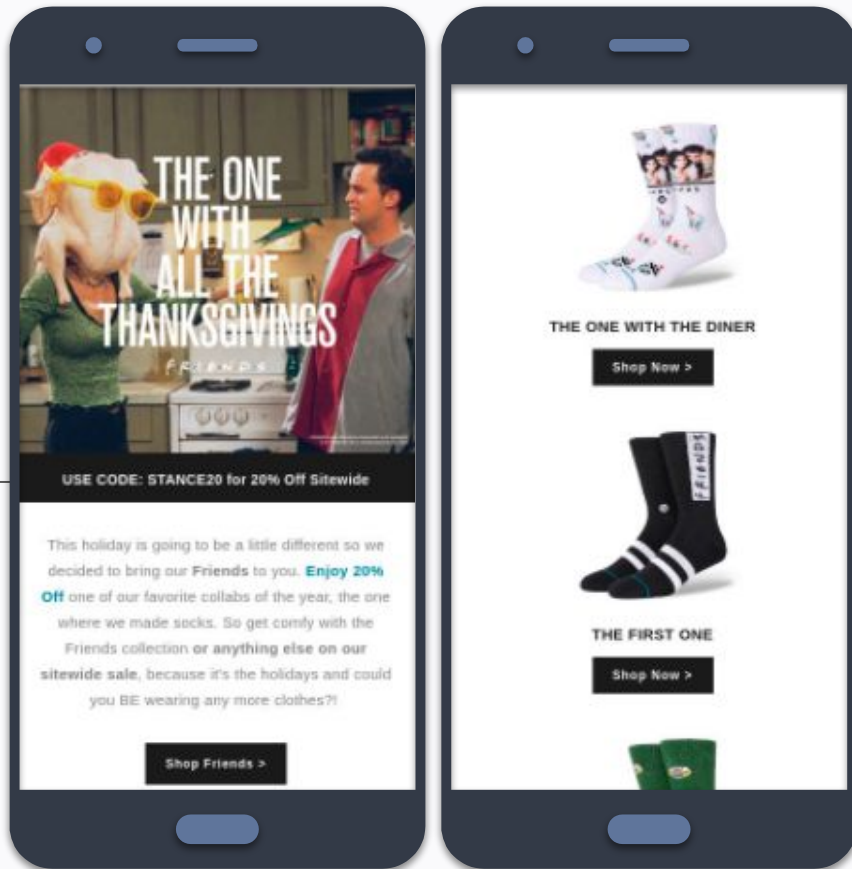 THE ONE
WITH
ALL THE
THANKSGIVINGS
FRIENDS
USE CODE: STANCE20 for 20% Off Sitewide
This holiday is going to be a little different so we
decided to bring our Friends to you. Enjoy 20%
Off one of our favorite collabs of the year, the one
where we made socks. So get comfy with the
Friends collection or anything else on our
sitewide sale, because it's the holidays and could
you BE wearing any more clothes?!
Shop Friends >
THE ONE WITH THE DINER
Shop Now >
FRIENDS
THE FIRST ONE
Shop Now >